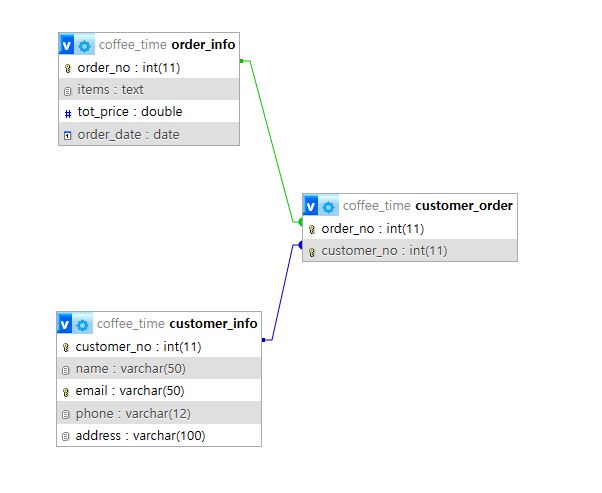 v coffee_time order_info
order_no : int(11)
items : text
# tot_price : double
order_date : date
v coffee_time customer_order
order_no : int(11)
customer_no : int(11)
v coffee_time customer_info
customer_no : int(11)
name : varchar(50)
email : varchar(50)
phone : varchar(12)
address : varchar(100)